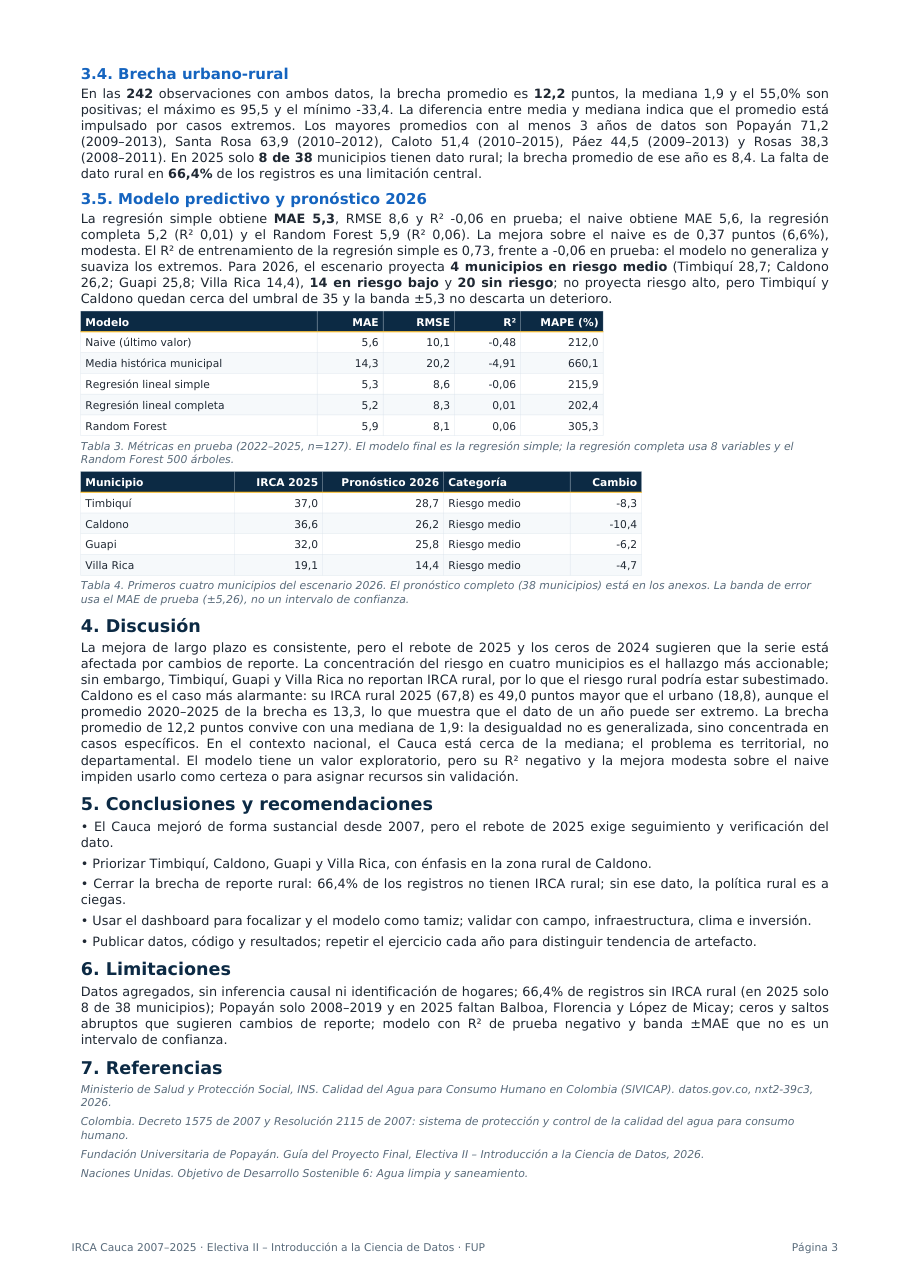 3.4. Brecha urbano-rural
En las 242 observaciones con ambos datos, la brecha promedio es 12,2 puntos, la mediana 1,9 y el 55,0% son
positivas; el máximo es 95,5 y el mínimo -33,4. La diferencia entre media y mediana indica que el promedio está
impulsado por casos extremos. Los mayores promedios con al menos 3 años de datos son Popayán 71,2
(2009–2013), Santa Rosa 63,9 (2010–2012), Caloto 51,4 (2010–2015), Páez 44,5 (2009–2013) y Rosas 38,3
(2008–2011). En 2025 solo 8 de 38 municipios tienen dato rural; la brecha promedio de ese año es 8,4. La falta de
dato rural en 66,4% de los registros es una limitación central.
3.5. Modelo predictivo y pronóstico 2026
La regresión simple obtiene MAE 5,3, RMSE 8,6 y R² -0,06 en prueba; el naive obtiene MAE 5,6, la regresión
completa 5,2 (R² 0,01) y el Random Forest 5,9 (R² 0,06). La mejora sobre el naive es de 0,37 puntos (6,6%),
modesta. El R² de entrenamiento de la regresión simple es 0,73, frente a -0,06 en prueba: el modelo no generaliza y
suaviza los extremos. Para 2026, el escenario proyecta 4 municipios en riesgo medio (Timbiquí 28,7; Caldono
26,2; Guapi 25,8; Villa Rica 14,4), 14 en riesgo bajo y 20 sin riesgo; no proyecta riesgo alto, pero Timbiquí y
Caldono quedan cerca del umbral de 35 y la banda ±5,3 no descarta un deterioro.
Modelo MAE RMSE R² MAPE (%)
Naive (último valor) 5,6 10,1 -0,48 212,0
Media histórica municipal 14,3 20,2 -4,91 660,1
Regresión lineal simple 5,3 8,6 -0,06 215,9
Regresión lineal completa 5,2 8,3 0,01 202,4
Random Forest 5,9 8,1 0,06 305,3
Tabla 3. Métricas en prueba (2022–2025, n=127). El modelo final es la regresión simple; la regresión completa usa 8 variables y el
Random Forest 500 árboles.
Municipio IRCA 2025 Pronóstico 2026 Categoría Cambio
Timbiquí 37,0 28,7 Riesgo medio -8,3
Caldono 36,6 26,2 Riesgo medio -10,4
Guapi 32,0 25,8 Riesgo medio -6,2
Villa Rica 19,1 14,4 Riesgo medio -4,7
Tabla 4. Primeros cuatro municipios del escenario 2026. El pronóstico completo (38 municipios) está en los anexos. La banda de error
usa el MAE de prueba (±5,26), no un intervalo de confianza.
4. Discusión
La mejora de largo plazo es consistente, pero el rebote de 2025 y los ceros de 2024 sugieren que la serie está
afectada por cambios de reporte. La concentración del riesgo en cuatro municipios es el hallazgo más accionable;
sin embargo, Timbiquí, Guapi y Villa Rica no reportan IRCA rural, por lo que el riesgo rural podría estar subestimado.
Caldono es el caso más alarmante: su IRCA rural 2025 (67,8) es 49,0 puntos mayor que el urbano (18,8), aunque el
promedio 2020–2025 de la brecha es 13,3, lo que muestra que el dato de un año puede ser extremo. La brecha
promedio de 12,2 puntos convive con una mediana de 1,9: la desigualdad no es generalizada, sino concentrada en
casos específicos. En el contexto nacional, el Cauca está cerca de la mediana; el problema es territorial, no
departamental. El modelo tiene un valor exploratorio, pero su R² negativo y la mejora modesta sobre el naive
impiden usarlo como certeza o para asignar recursos sin validación.
5. Conclusiones y recomendaciones
• El Cauca mejoró de forma sustancial desde 2007, pero el rebote de 2025 exige seguimiento y verificación del
dato.
• Priorizar Timbiquí, Caldono, Guapi y Villa Rica, con énfasis en la zona rural de Caldono.
• Cerrar la brecha de reporte rural: 66,4% de los registros no tienen IRCA rural; sin ese dato, la política rural es a
ciegas.
• Usar el dashboard para focalizar y el modelo como tamiz; validar con campo, infraestructura, clima e inversión.
• Publicar datos, código y resultados; repetir el ejercicio cada año para distinguir tendencia de artefacto.
6. Limitaciones
Datos agregados, sin inferencia causal ni identificación de hogares; 66,4% de registros sin IRCA rural (en 2025 solo
8 de 38 municipios); Popayán solo 2008–2019 y en 2025 faltan Balboa, Florencia y López de Micay; ceros y saltos
abruptos que sugieren cambios de reporte; modelo con R² de prueba negativo y banda ±MAE que no es un
intervalo de confianza.
7. Referencias
Ministerio de Salud y Protección Social, INS. Calidad del Agua para Consumo Humano en Colombia (SIVICAP). datos.gov.co, nxt2-39c3,
2026.
Colombia. Decreto 1575 de 2007 y Resolución 2115 de 2007: sistema de protección y control de la calidad del agua para consumo
humano.
Fundación Universitaria de Popayán. Guía del Proyecto Final, Electiva II – Introducción a la Ciencia de Datos, 2026.
Naciones Unidas. Objetivo de Desarrollo Sostenible 6: Agua limpia y saneamiento.
IRCA Cauca 2007–2025 · Electiva II – Introducción a la Ciencia de Datos · FUP Página 3